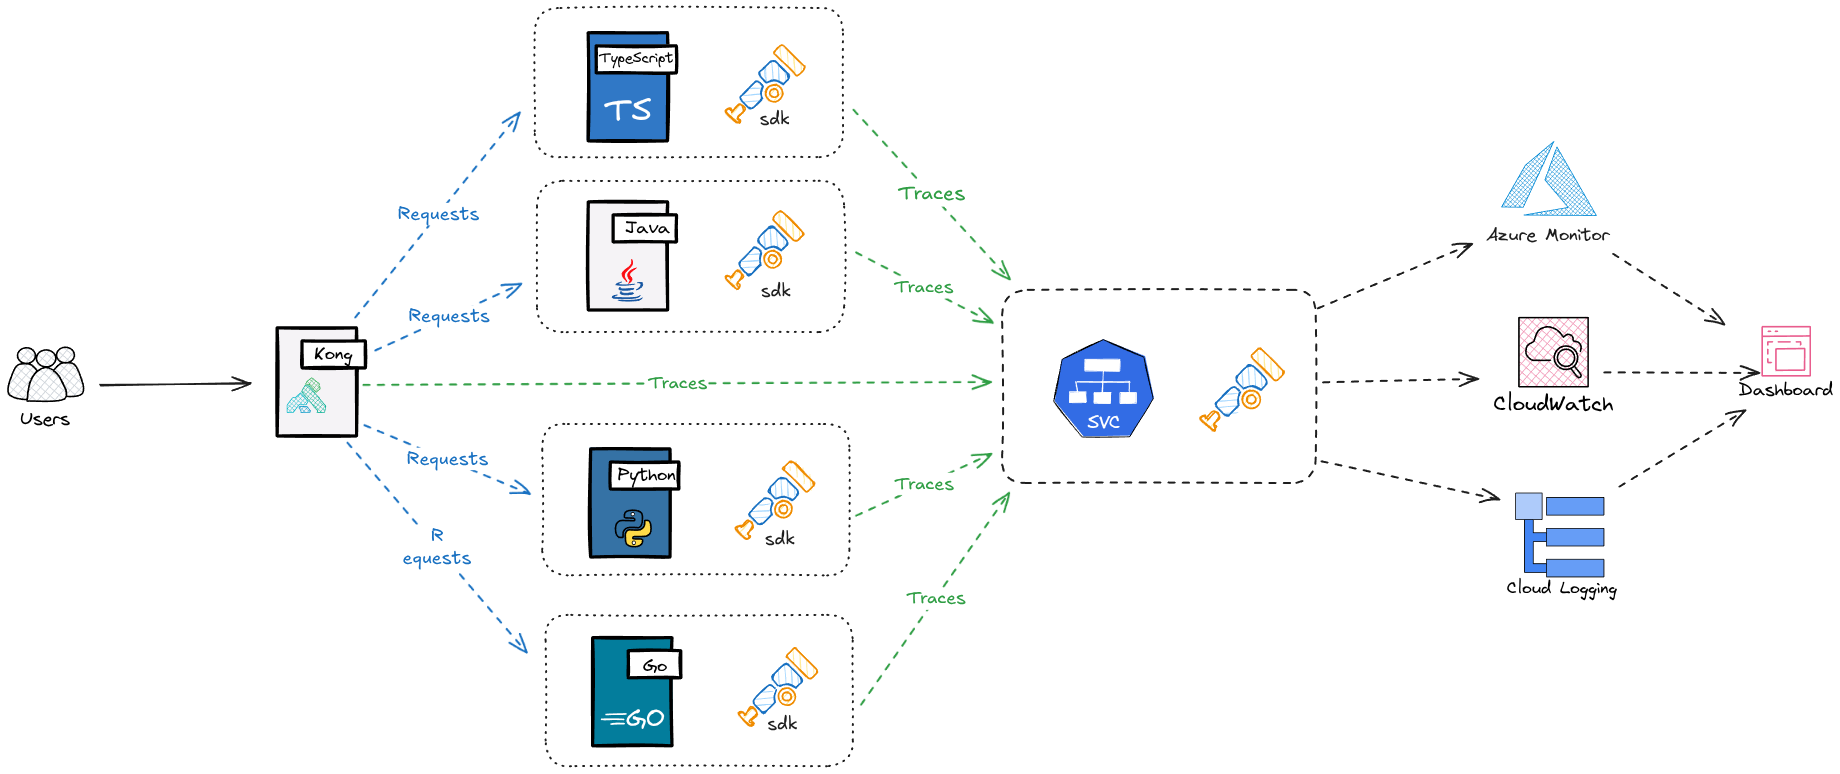 TypeScript
TS
sdk
Requests
Traces
Java
sdk
Requests
Traces
Users
Kong
Traces
SVC
Azure Monitor
CloudWatch
Dashboard
Requests
Python
sdk
Traces
R
equests
Go
GO
sdk
Traces
Cloud Logging